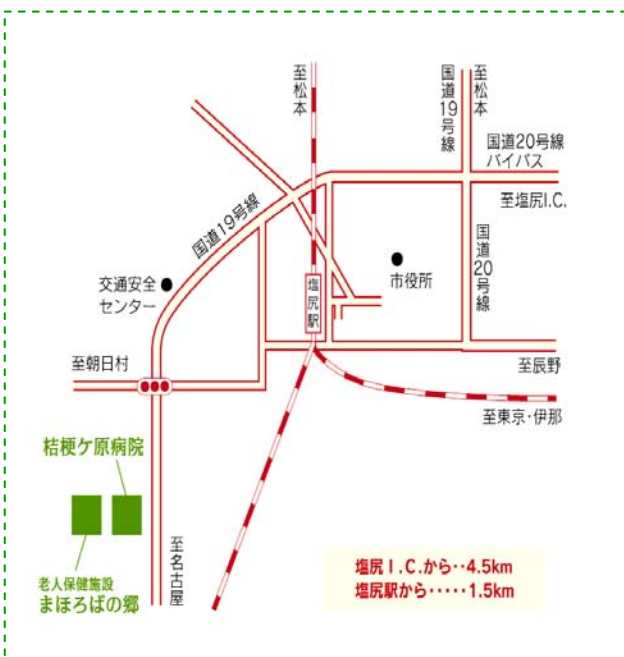 至松本
国道19号線
至松本
国道20号線
バイパス
至塩尻I.C.
国道19号線
国道20号線
交通安全
センター
市役所
塩尻駅
至辰野
至朝日村
至東京・伊那
桔梗ケ原病院
至名古屋
老人保健施設
まほろばの郷
塩尻I.C.から‥4.5km
塩尻駅から‥‥‥1.5km